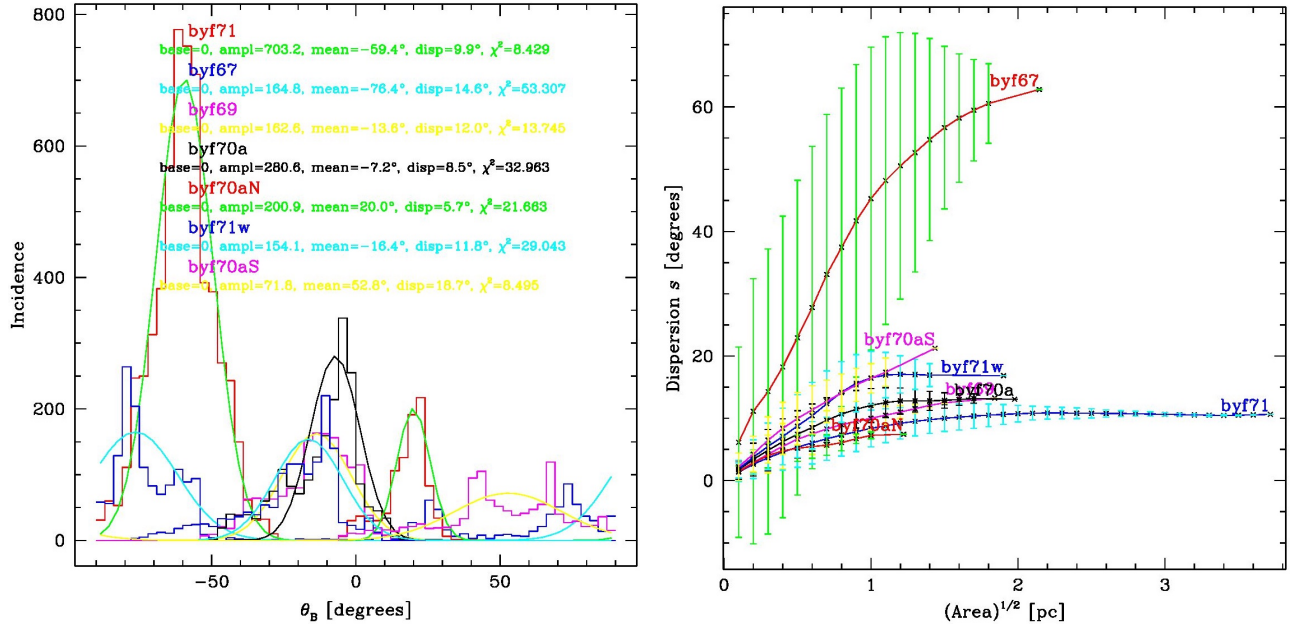 800
600
400
200
0
Incidence
byf71
base=0, ampl=703.2, mean=−59.4°, disp=9.9°, χ²=8.429
byf67
base=0, ampl=164.8, mean=−76.4°, disp=14.6°, χ²=53.307
byf69
base=0, ampl=162.6, mean=−13.6°, disp=12.0°, χ²=13.745
byf70a
base=0, ampl=280.6, mean=−7.2°, disp=8.5°, χ²=32.963
byf70aN
base=0, ampl=200.9, mean=20.0°, disp=5.7°, χ²=21.663
byf71w
base=0, ampl=154.1, mean=−16.4°, disp=11.8°, χ²=29.043
byf70aS
base=0, ampl=71.6, mean=52.8°, disp=18.7°, χ²=8.495
−50
0
50
θB [degrees]
60
40
20
0
Dispersion s [degrees]
byf67
byf70aS
byf71w
byf69
byf70a
byf71
byf70aN
0
1
2
3
(Area)1/2 [pc]